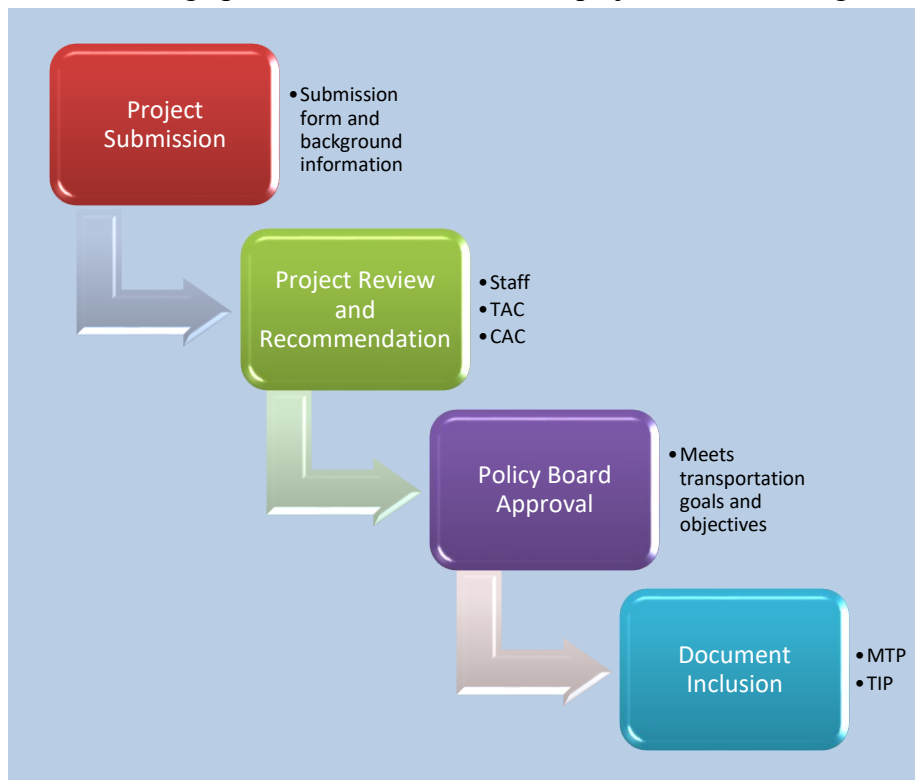 Project
Submission
•Submission
form and
background
information
Project Review
and
Recommendation
•Staff
•TAC
•CAC
Policy Board
Approval
•Meets
transportation
goals and
objectives
Document
Inclusion
•MTP
•TIP